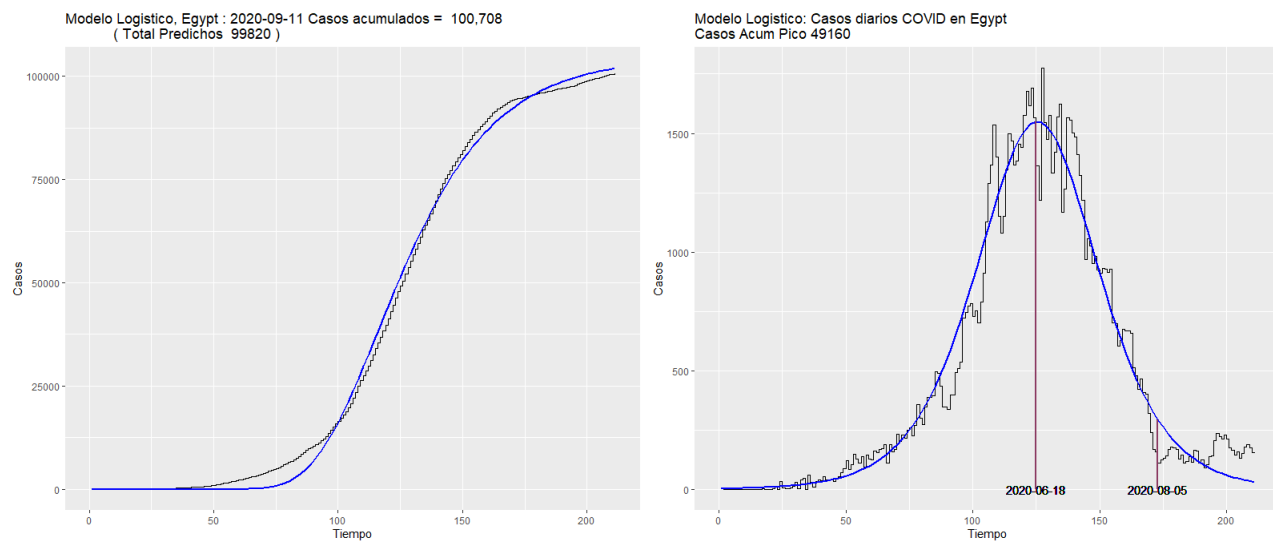 Modelo Logistico, Egypt : 2020-09-11 Casos acumulados =  100,708
( Total Predichos  99820 )
100000
75000
50000
25000
0
Casos
0 50 100 150 200
Tiempo
Modelo Logistico: Casos diarios COVID en Egypt
Casos Acum Pico 49160
1500
1000
500
0
Casos
2020-06-18 2020-08-05
0 50 100 150 200
Tiempo